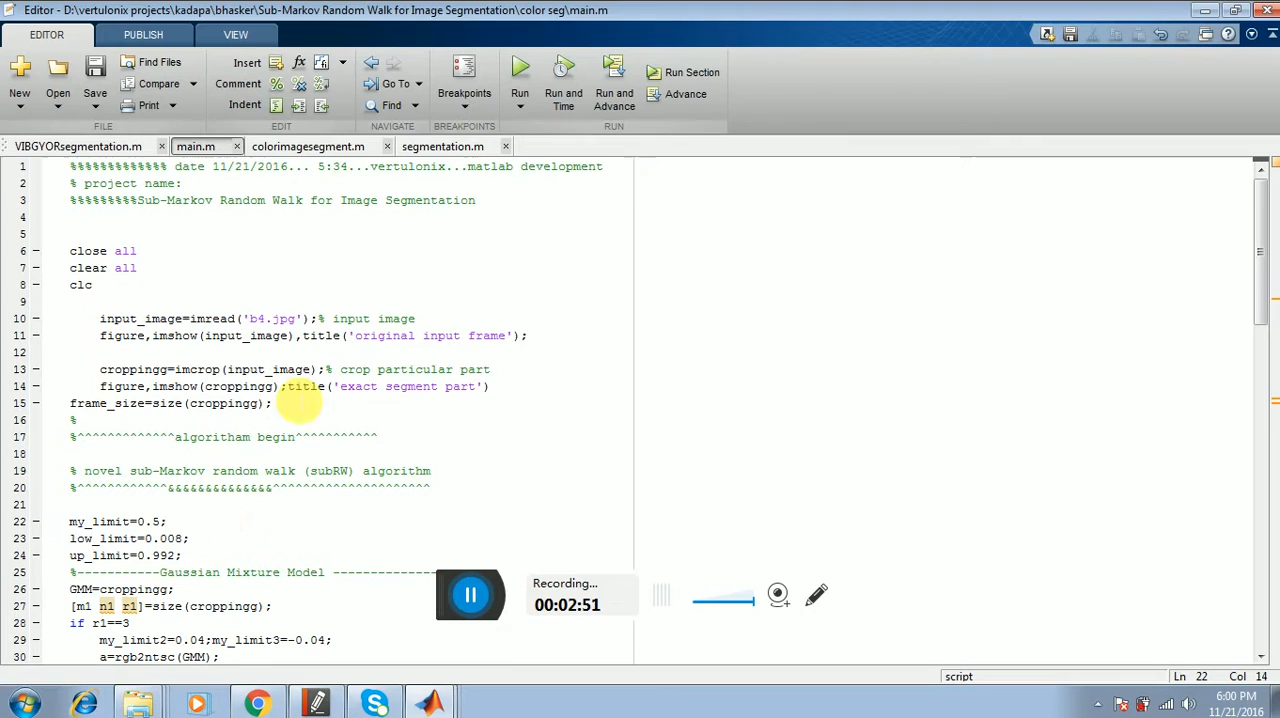 Editor - D:\vertulonix projects\kadapa\bhasker\Sub-Markov Random Walk for Image Segmentation\color seg\main.m
EDITOR PUBLISH VIEW
New Open Save Find Files Compare Print
Insert Comment Indent
Go To Find
Breakpoints
Run Run and Time Run and Advance Run Section Advance
FILE EDIT NAVIGATE BREAKPOINTS RUN
VIBGYORsegmentation.m main.m colorimagesegment.m segmentation.m
1 %%%%%%%%%%%%% date 11/21/2016... 5:34...vertulonix...matlab development
2 % project name:
3 %%%%%%%%%Sub-Markov Random Walk for Image Segmentation
4
5
6 close all
7 clear all
8 clc
9
10 input_image=imread('b4.jpg');% input image
11 figure,imshow(input_image),title('original input frame');
12
13 croppingg=imcrop(input_image);% crop particular part
14 figure,imshow(croppingg);title('exact segment part')
15 frame_size=size(croppingg);
16 %
17 %^^^^^^^^^^^^^algoritham begin^^^^^^^^^^^
18
19 % novel sub-Markov random walk (subRW) algorithm
20 %^^^^^^^^^^^^&&&&&&&&&&&&&&^^^^^^^^^^^^^^^^^^^^^
21
22 my_limit=0.5;
23 low_limit=0.008;
24 up_limit=0.992;
25 %-----------Gaussian Mixture Model --------------
26 GMM=croppingg;
27 [m1 n1 r1]=size(croppingg);
28 if r1==3
29 my_limit2=0.04;my_limit3=-0.04;
30 a=rgb2ntsc(GMM);
Recording...
00:02:51
script Ln 22 Col 14
6:00 PM
11/21/2016